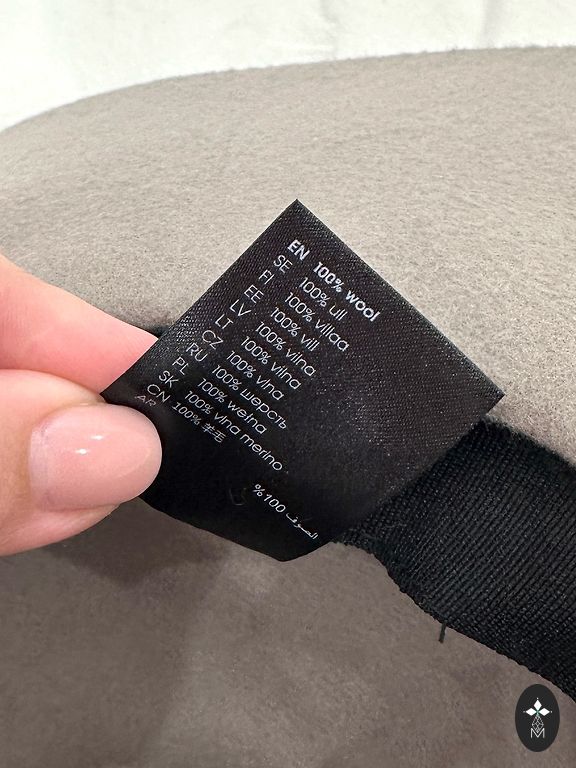 EN 100% wool
SE 100% ull
FI 100% villaa
EE 100% vill
LV 100% vilna
LT 100% vilna
CZ 100% vlna
RU 100% шерсть
PL 100% wełna
SK 100% vlna merino
CN 100% 羊毛
AR الصوف 100%
M